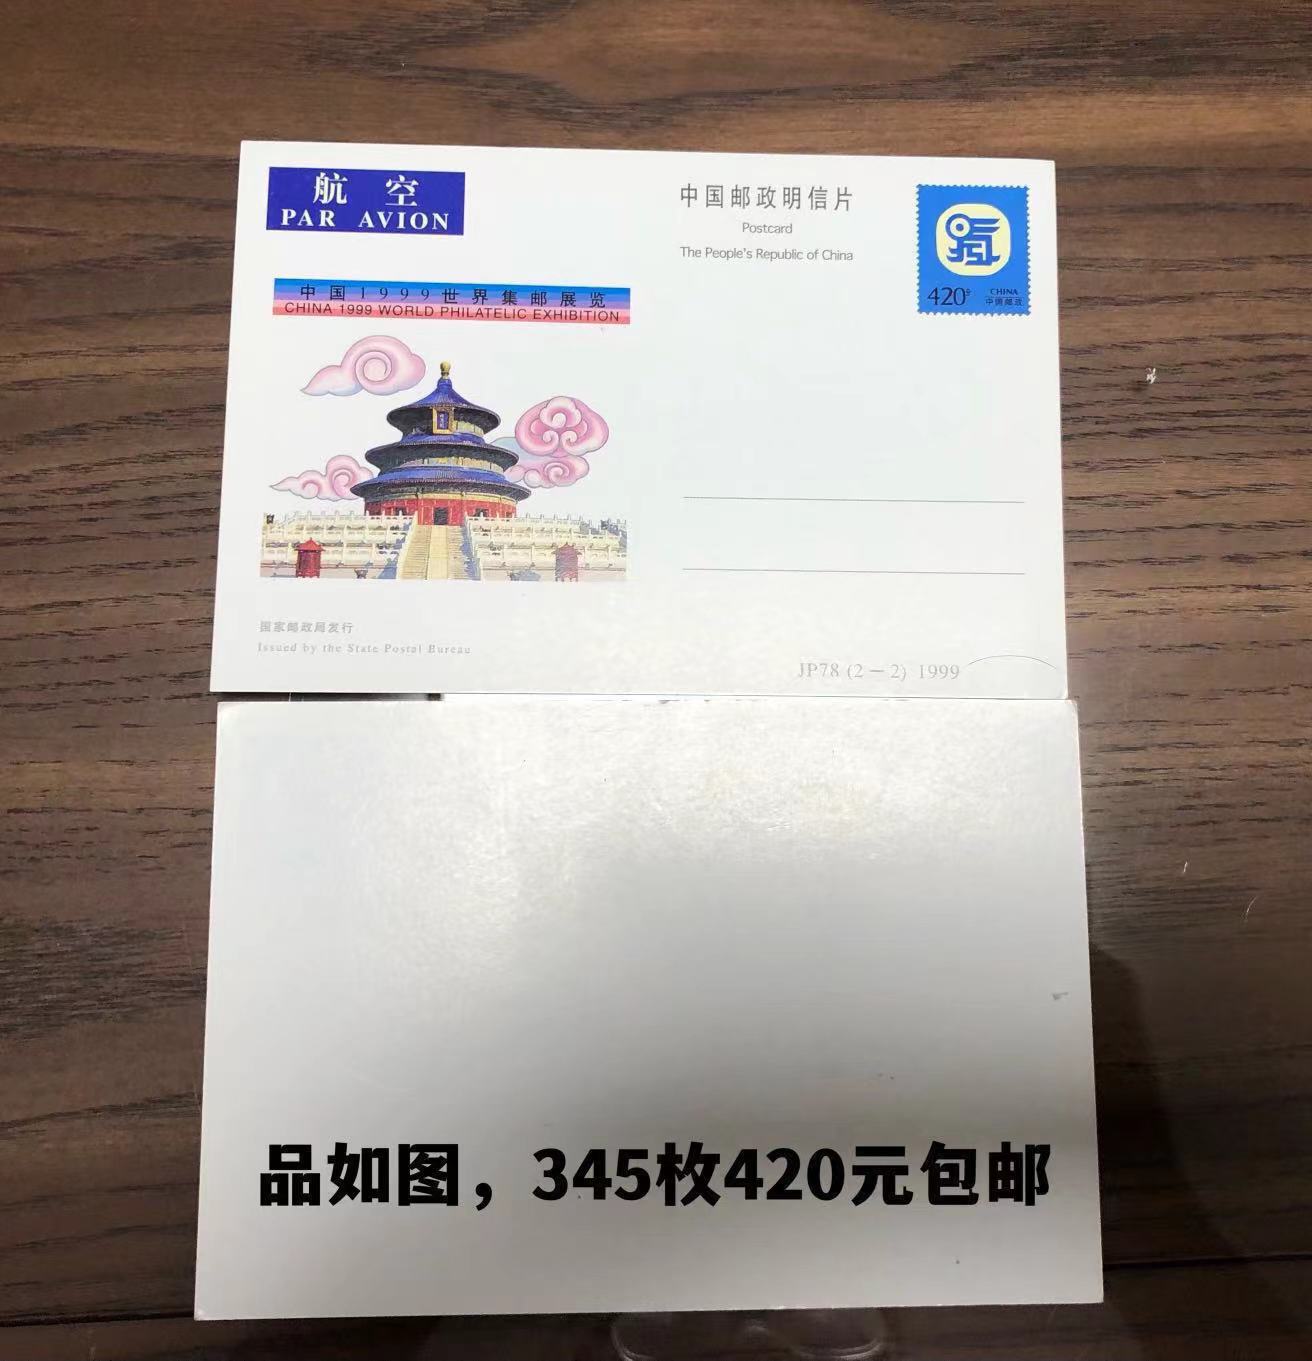 航 空
PAR AVION
中国1999世界集邮展览
CHINA 1999 WORLD PHILATELIC EXHIBITION
中国邮政明信片
Postcard
The People's Republic of China
420分
CHINA
中国邮政
国家邮政局发行
Issued by the State Postal Bureau
JP78 (2－2) 1999
品如图，345枚420元包邮